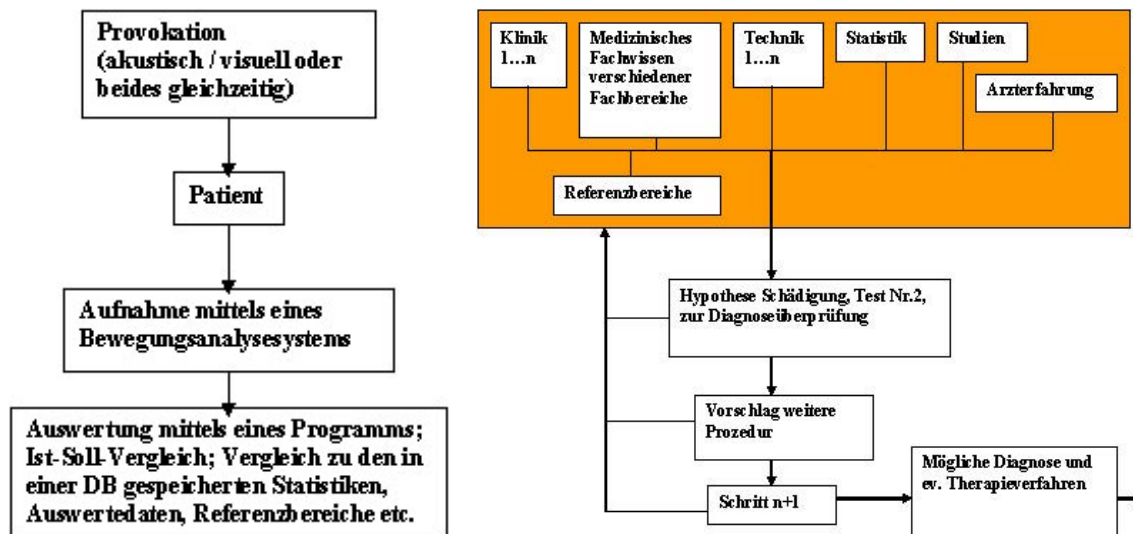 Provokation
(akustisch / visuell oder
beides gleichzeitig)
Patient
Aufnahme mittels eines
Bewegungsanalysesystems
Auswertung mittels eines Programms;
Ist-Soll-Vergleich; Vergleich zu den in
einer DB gespeicherten Statistiken,
Auswertedaten, Referenzbereiche etc.
Klinik
1...n
Medizinisches
Fachwissen
verschiedener
Fachbereiche
Technik
1...n
Statistik
Studien
Arzterfahrung
Referenzbereiche
Hypothese Schädigung, Test Nr.2,
zur Diagnoseüberprüfung
Vorschlag weitere
Prozedur
Schritt n+1
Mögliche Diagnose und
ev. Therapieverfahren